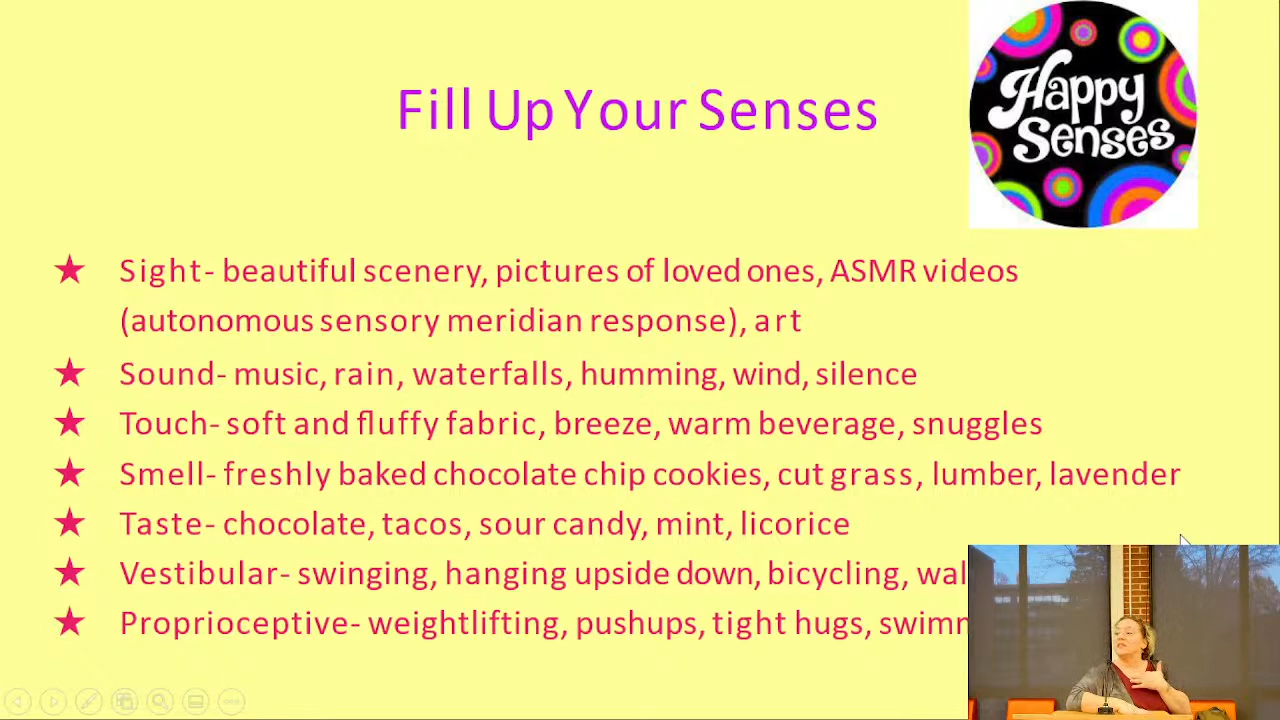 Happy
Senses
Fill Up Your Senses
★ Sight- beautiful scenery, pictures of loved ones, ASMR videos
(autonomous sensory meridian response), art
★ Sound- music, rain, waterfalls, humming, wind, silence
★ Touch- soft and fluffy fabric, breeze, warm beverage, snuggles
★ Smell- freshly baked chocolate chip cookies, cut grass, lumber, lavender
★ Taste- chocolate, tacos, sour candy, mint, licorice
★ Vestibular- swinging, hanging upside down, bicycling,
★ Proprioceptive- weightlifting, pushups, tight hugs,